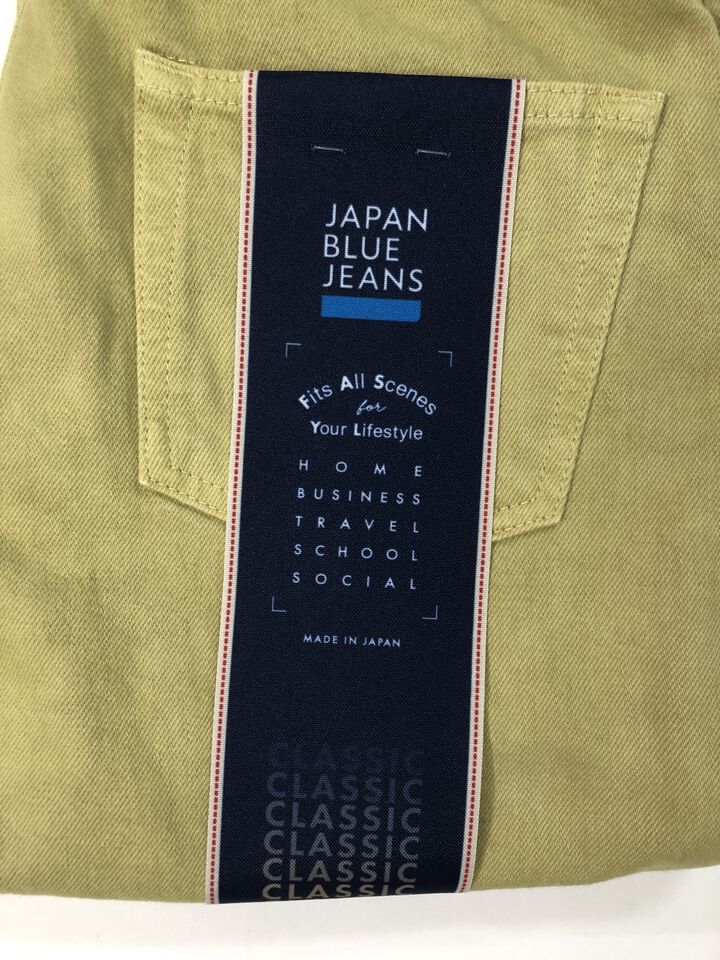 JAPAN
BLUE
JEANS
Fits All Scenes
for
Your Lifestyle
HOME
BUSINESS
TRAVEL
SCHOOL
SOCIAL
MADE IN JAPAN
CLASSIC
CLASSIC
CLASSIC
CLASSIC
CLASSIC
CLASSIC